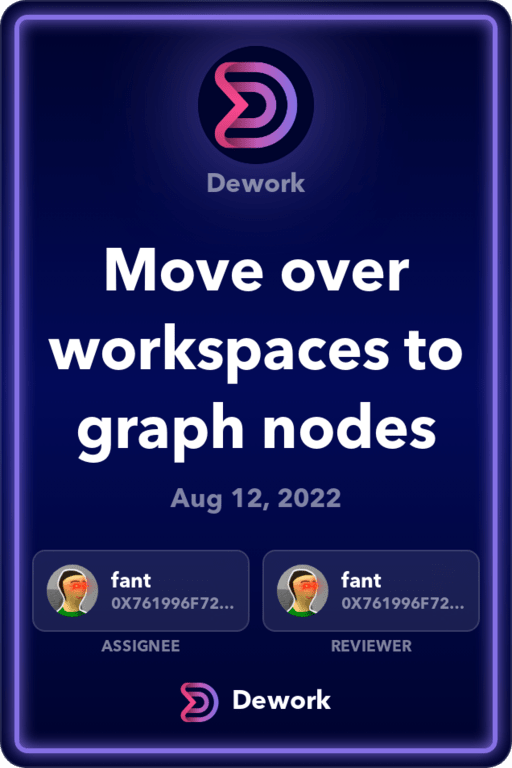 Dework
Move over
workspaces to
graph nodes
Aug 12, 2022
fant
0X761996F72...
fant
0X761996F72...
ASSIGNEE
REVIEWER
Dework